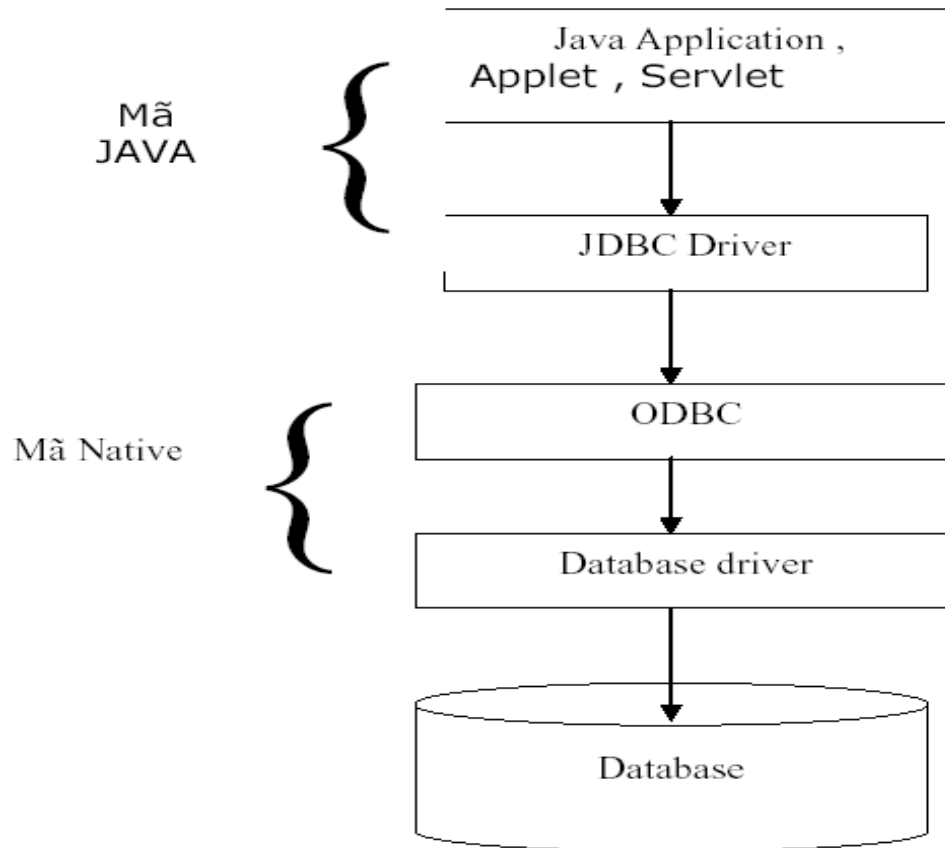 Java Application ,
Applet , Servlet
Mã
JAVA
JDBC Driver
ODBC
Mã Native
Database driver
Database